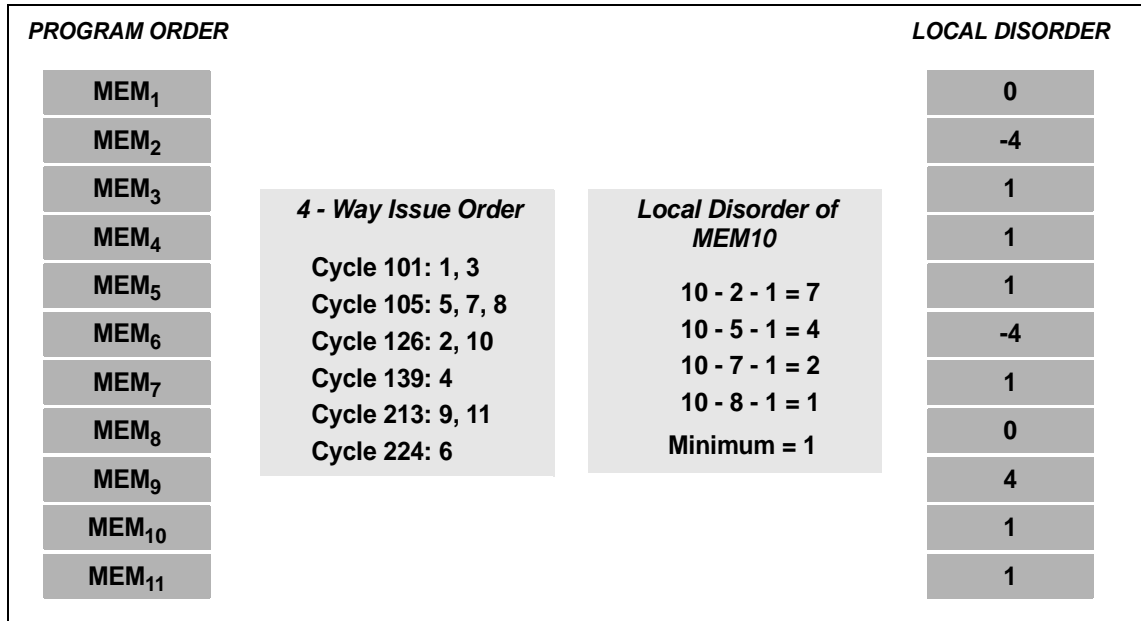 PROGRAM ORDER
LOCAL DISORDER
MEM1
0
MEM2
-4
MEM3
1
MEM4
1
MEM5
1
MEM6
-4
MEM7
1
MEM8
0
MEM9
4
MEM10
1
MEM11
1
4 - Way Issue Order
Cycle 101: 1, 3
Cycle 105: 5, 7, 8
Cycle 126: 2, 10
Cycle 139: 4
Cycle 213: 9, 11
Cycle 224: 6
Local Disorder of
MEM10
10 - 2 - 1 = 7
10 - 5 - 1 = 4
10 - 7 - 1 = 2
10 - 8 - 1 = 1
Minimum = 1